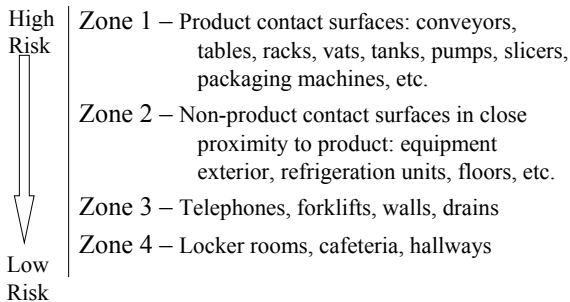 High
Risk
Zone 1 – Product contact surfaces: conveyors,
tables, racks, vats, tanks, pumps, slicers,
packaging machines, etc.
Zone 2 – Non-product contact surfaces in close
proximity to product: equipment
exterior, refrigeration units, floors, etc.
Zone 3 – Telephones, forklifts, walls, drains
Zone 4 – Locker rooms, cafeteria, hallways
Low
Risk